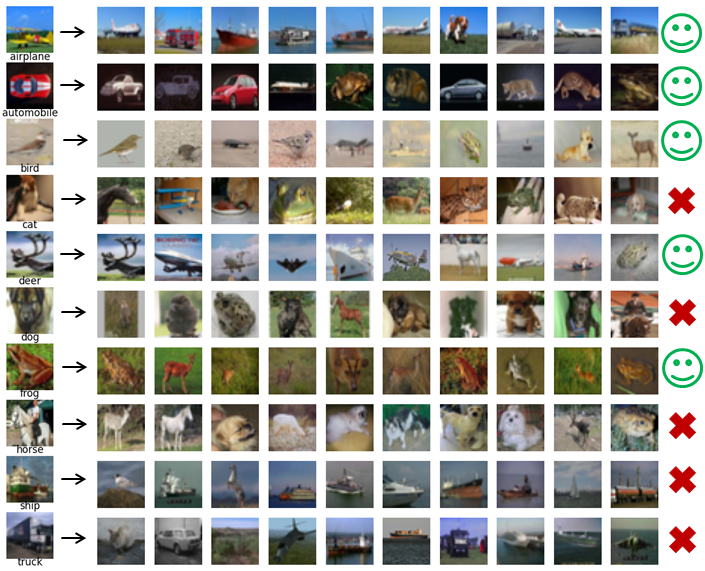 airplane
automobile
bird
cat
deer
dog
frog
horse
ship
truck